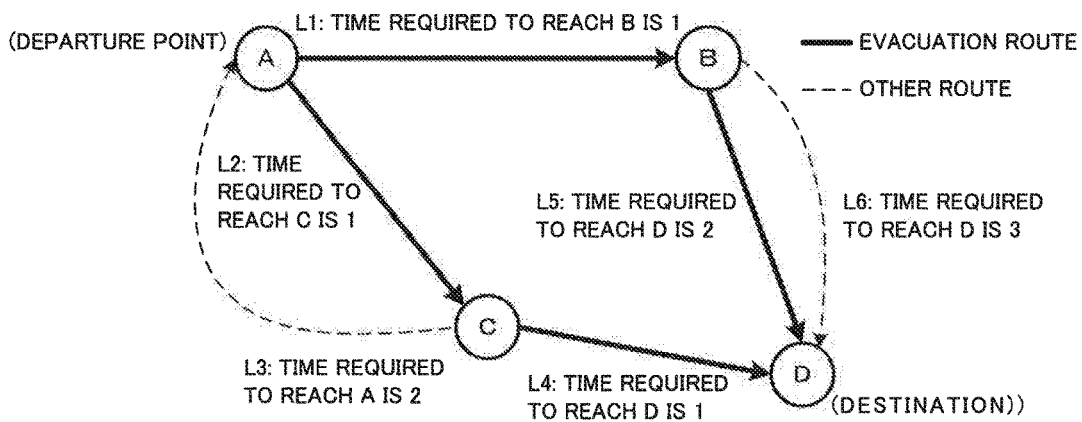 L1: TIME REQUIRED TO REACH B IS 1
(DEPARTURE POINT)
A
B
EVACUATION ROUTE
OTHER ROUTE
L2: TIME
REQUIRED TO
REACH C IS 1
L5: TIME REQUIRED
TO REACH D IS 2
L6: TIME REQUIRED
TO REACH D IS 3
C
L3: TIME REQUIRED
TO REACH A IS 2
L4: TIME REQUIRED
TO REACH D IS 1
D
(DESTINATION))